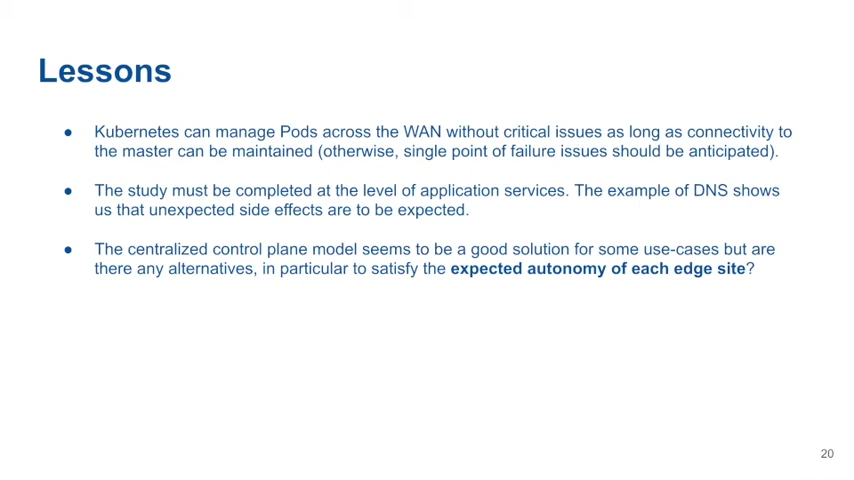 Lessons
● Kubernetes can manage Pods across the WAN without critical issues as long as connectivity to
the master can be maintained (otherwise, single point of failure issues should be anticipated).
● The study must be completed at the level of application services. The example of DNS shows
us that unexpected side effects are to be expected.
● The centralized control plane model seems to be a good solution for some use-cases but are
there any alternatives, in particular to satisfy the expected autonomy of each edge site?
20